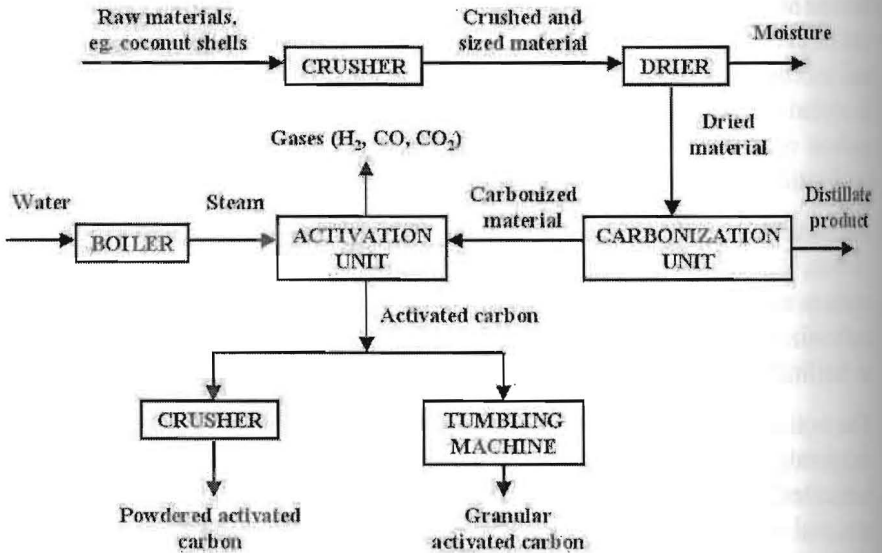 Raw materials,
eg. coconut shells
CRUSHER
Crushed and
sized material
DRIER
Moisture
Dried
material
Gases (H₂, CO, CO₂)
Water
BOILER
Steam
ACTIVATION
UNIT
Carbonized
material
CARBONIZATION
UNIT
Distillate
product
Activated carbon
CRUSHER
TUMBLING
MACHINE
Powdered activated
carbon
Granular
activated carbon